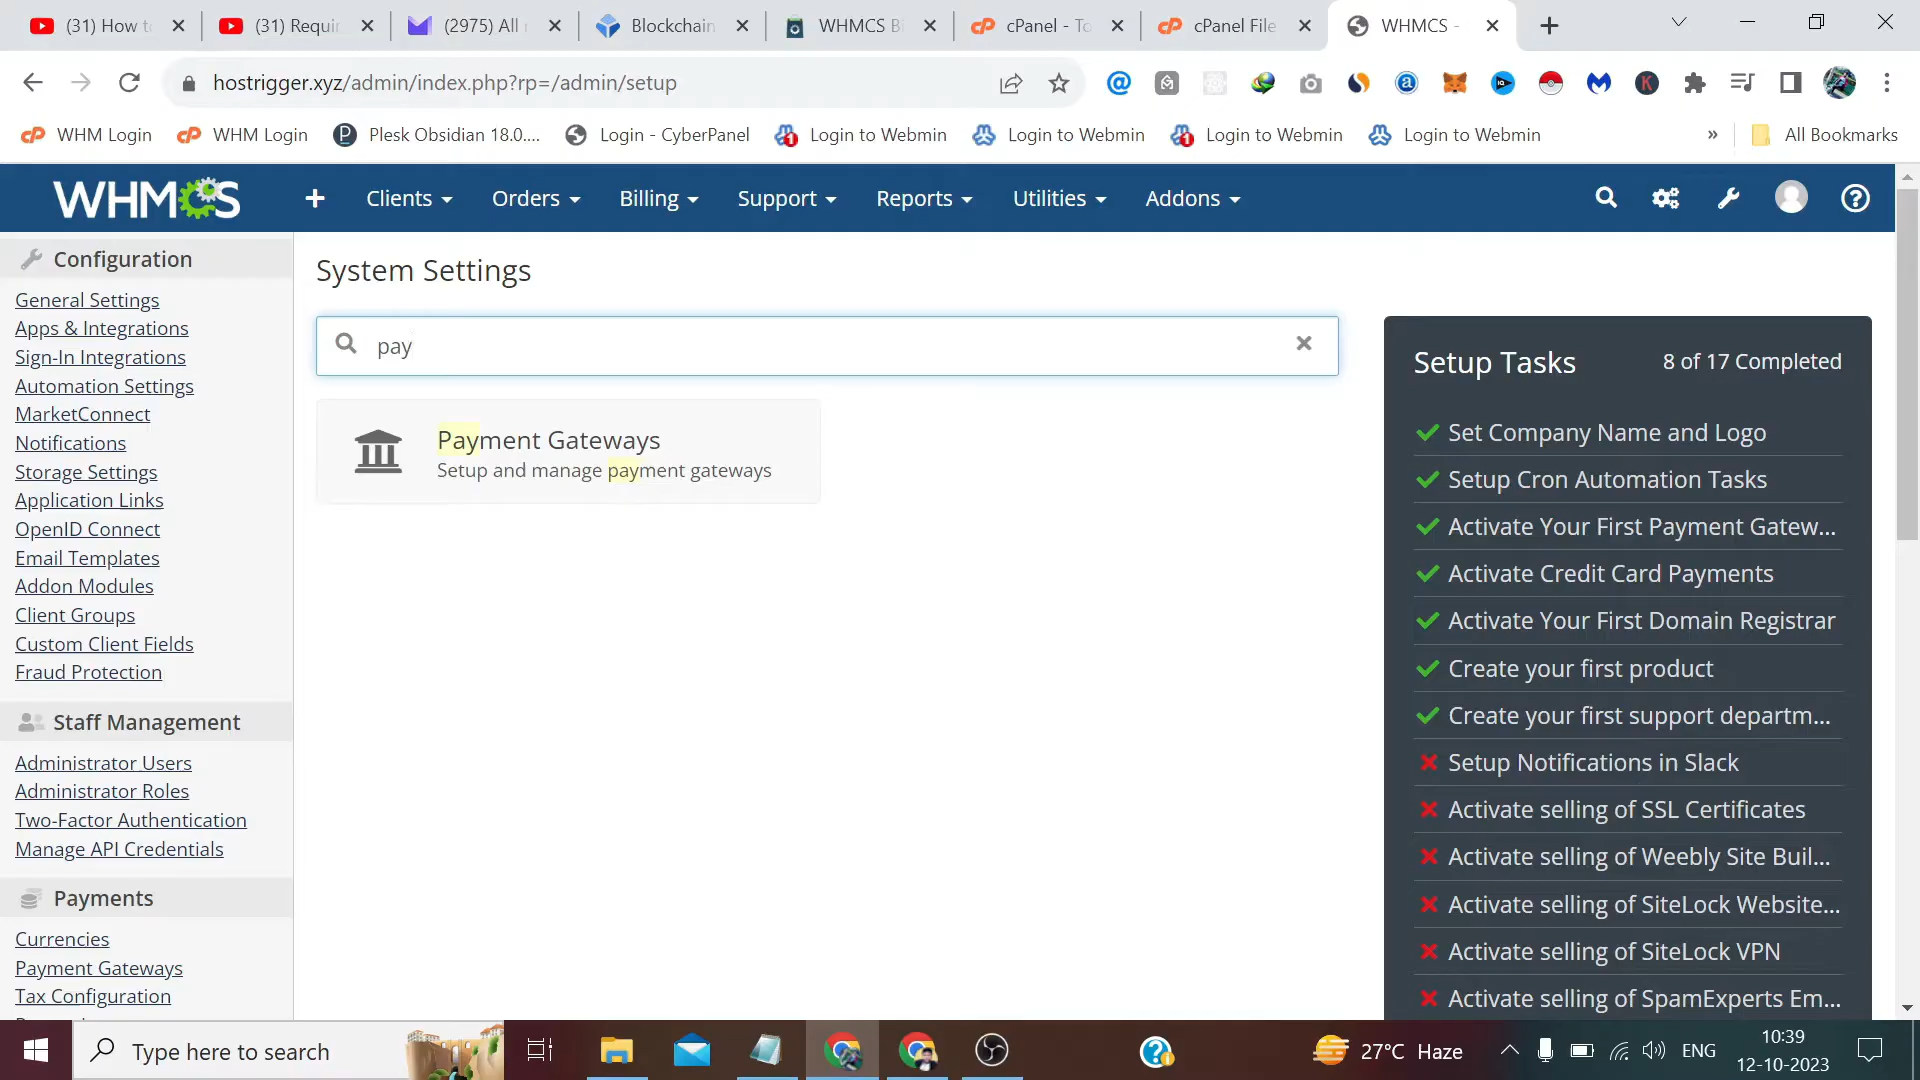 (31) How t
(31) Requir
(2975) All
Blockchain
WHMCS B
cPanel - To
cPanel File
WHMCS -
hostrigger.xyz/admin/index.php?rp=/admin/setup
WHM Login
WHM Login
Plesk Obsidian 18.0....
Login - CyberPanel
Login to Webmin
Login to Webmin
Login to Webmin
Login to Webmin
»
All Bookmarks
WHMCS
Clients
Orders
Billing
Support
Reports
Utilities
Addons
Configuration
General Settings
Apps & Integrations
Sign-In Integrations
Automation Settings
MarketConnect
Notifications
Storage Settings
Application Links
OpenID Connect
Email Templates
Addon Modules
Client Groups
Custom Client Fields
Fraud Protection
Staff Management
Administrator Users
Administrator Roles
Two-Factor Authentication
Manage API Credentials
Payments
Currencies
Payment Gateways
Tax Configuration
System Settings
pay
Payment Gateways
Setup and manage payment gateways
Setup Tasks
8 of 17 Completed
Set Company Name and Logo
Setup Cron Automation Tasks
Activate Your First Payment Gatew...
Activate Credit Card Payments
Activate Your First Domain Registrar
Create your first product
Create your first support departm...
Setup Notifications in Slack
Activate selling of SSL Certificates
Activate selling of Weebly Site Buil...
Activate selling of SiteLock Website...
Activate selling of SiteLock VPN
Activate selling of SpamExperts Em...
Type here to search
27°C Haze
ENG
10:39
12-10-2023